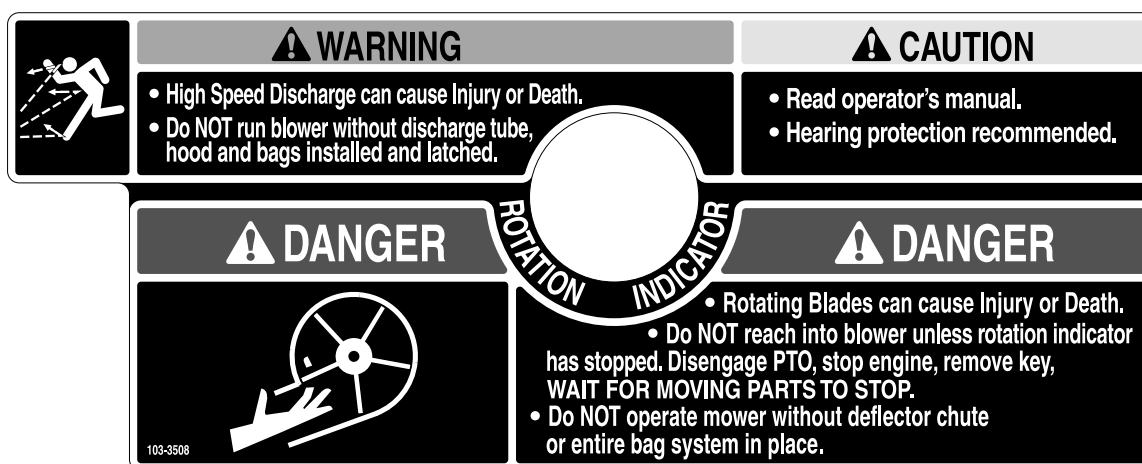 WARNING
• High Speed Discharge can cause Injury or Death.
• Do NOT run blower without discharge tube,
hood and bags installed and latched.
CAUTION
• Read operator's manual.
• Hearing protection recommended.
ROTATION INDICATOR
DANGER
103-3508
DANGER
• Rotating Blades can cause Injury or Death.
• Do NOT reach into blower unless rotation indicator
has stopped. Disengage PTO, stop engine, remove key,
WAIT FOR MOVING PARTS TO STOP.
• Do NOT operate mower without deflector chute
or entire bag system in place.